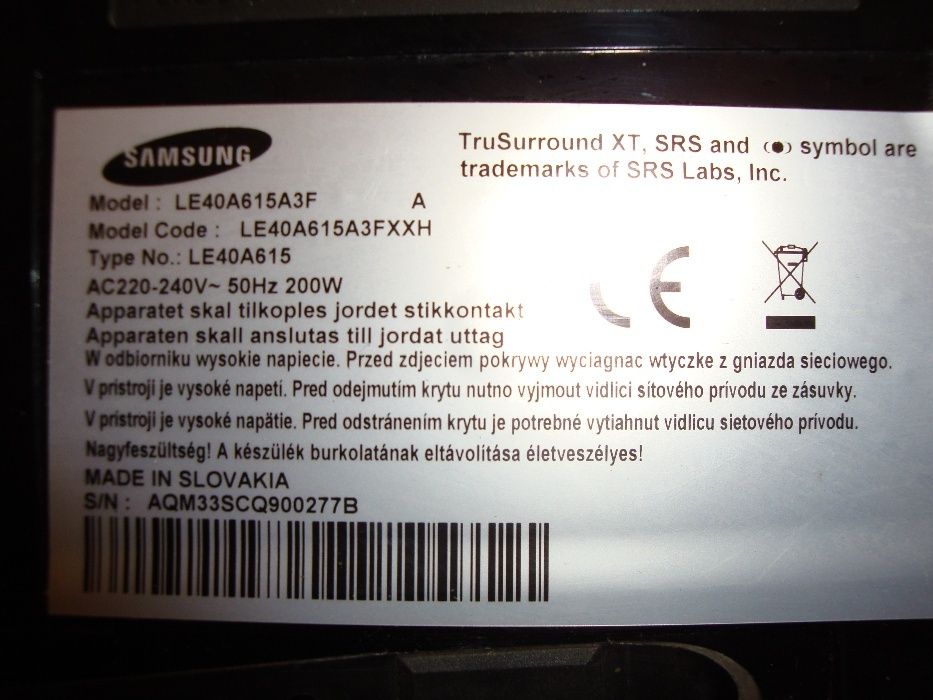 SAMSUNG
TruSurround XT, SRS and (●) symbol are
trademarks of SRS Labs, Inc.
Model : LE40A615A3F A
Model Code : LE40A615A3FXXH
Type No.: LE40A615
AC220-240V~ 50Hz 200W
Apparatet skal tilkoples jordet stikkontakt
Apparaten skall anslutas till jordat uttag
W odbiorniku wysokie napiecie. Przed zdjeciem pokrywy wyciagnac wtyczke z gniazda sieciowego.
V prístroji je vysoké napetí. Pred odejmutím krytu nutno vyjmout vidlici sítového prívodu ze zásuvky.
V prístroji je vysoké napätie. Pred odstránením krytu je potrebné vytiahnut vidlicu sietového prívodu.
Nagyfeszültség! A készülék burkolatának eltávolítása életveszélyes!
MADE IN SLOVAKIA
S/N : AQM33SCQ900277B
CE